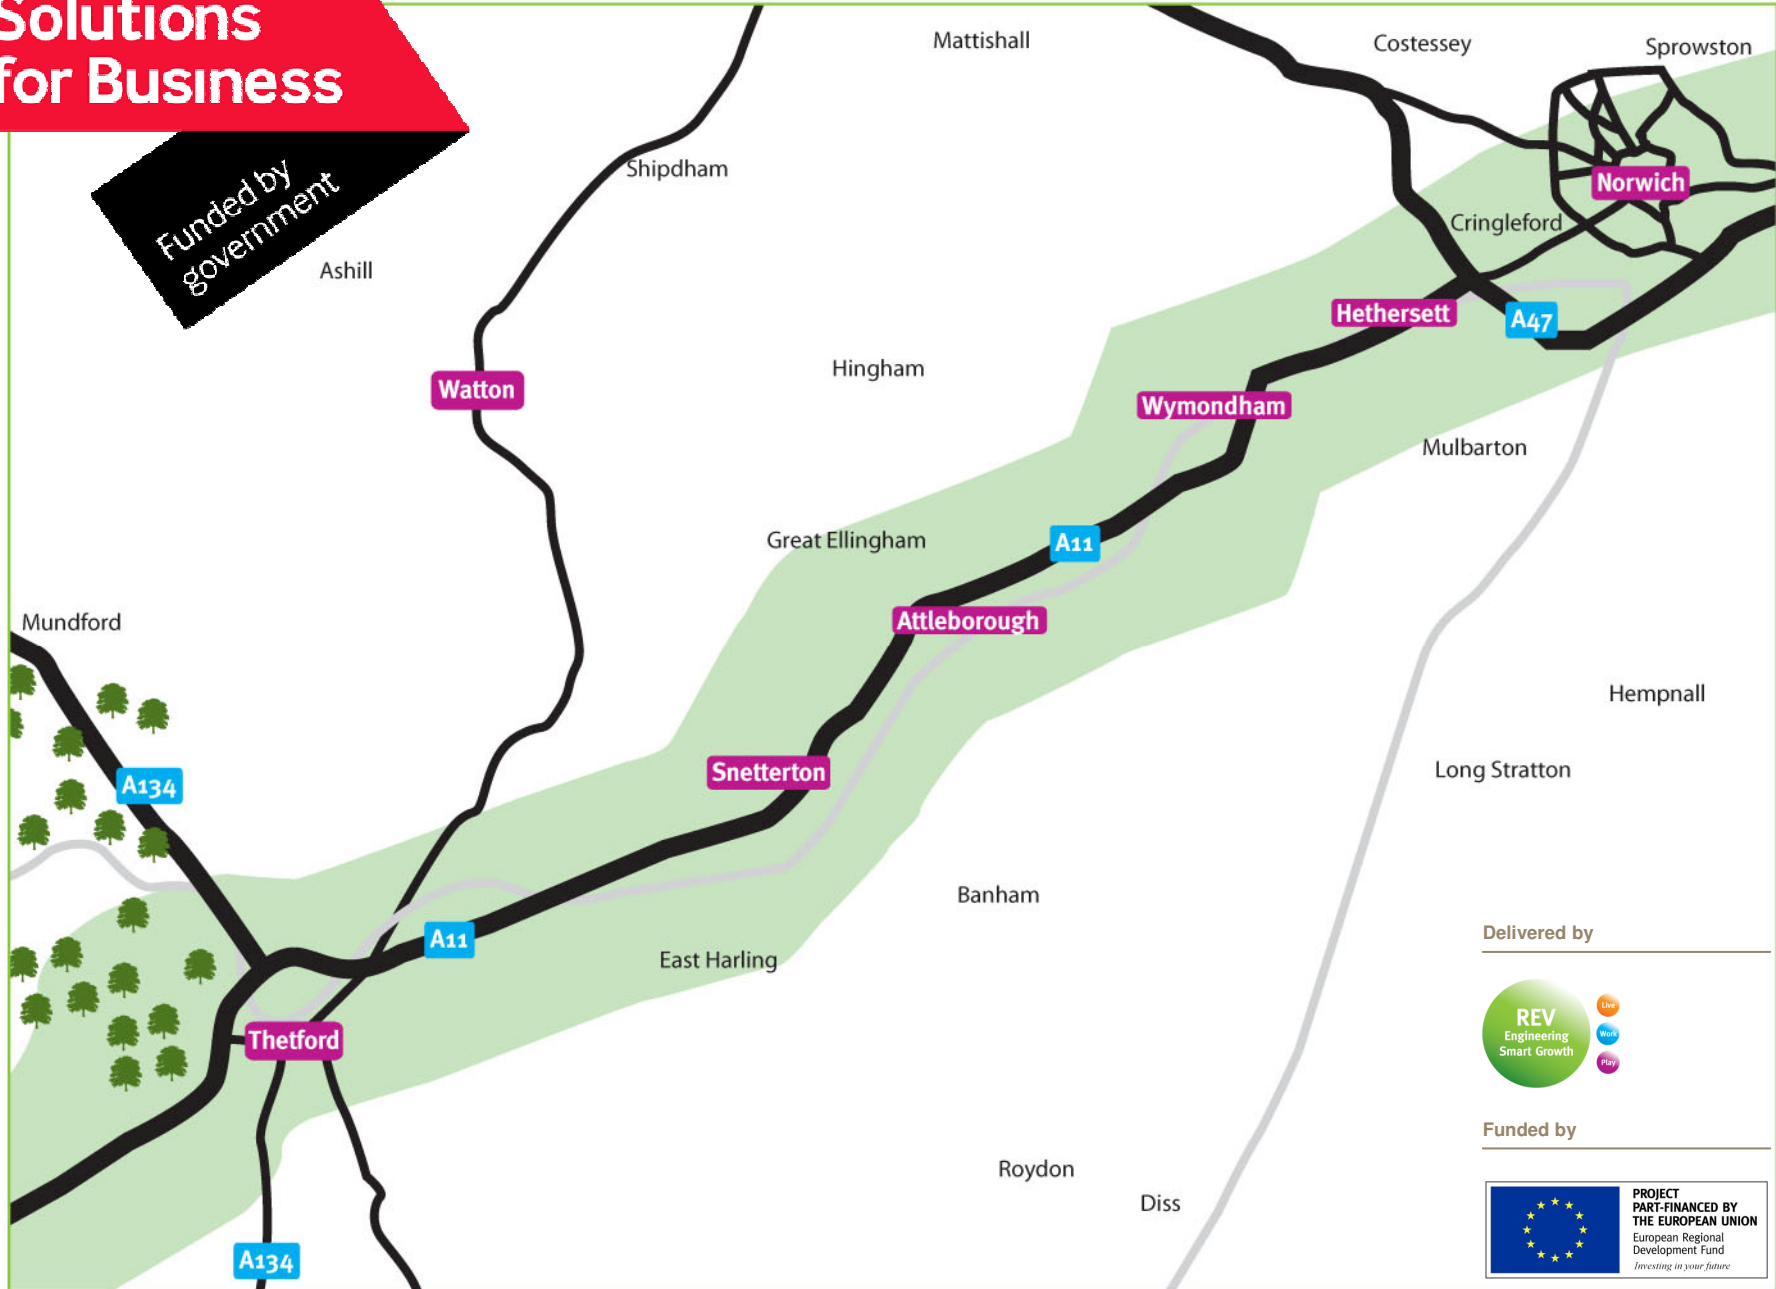 Solutions
for Business
Funded by
government
Mattishall
Costessey
Sprowston
Shipdham
Norwich
Cringleford
Ashill
Hethersett
A47
Hingham
Watton
Wymondham
Mulbarton
Great Ellingham
A11
Attleborough
Mundford
Hempnall
Snetterton
Long Stratton
A134
Banham
A11
East Harling
Thetford
Roydon
Diss
A134
Delivered by
REV
Engineering
Smart Growth
Live
Work
Play
Funded by
PROJECT
PART-FINANCED BY
THE EUROPEAN UNION
European Regional
Development Fund
Investing in your future